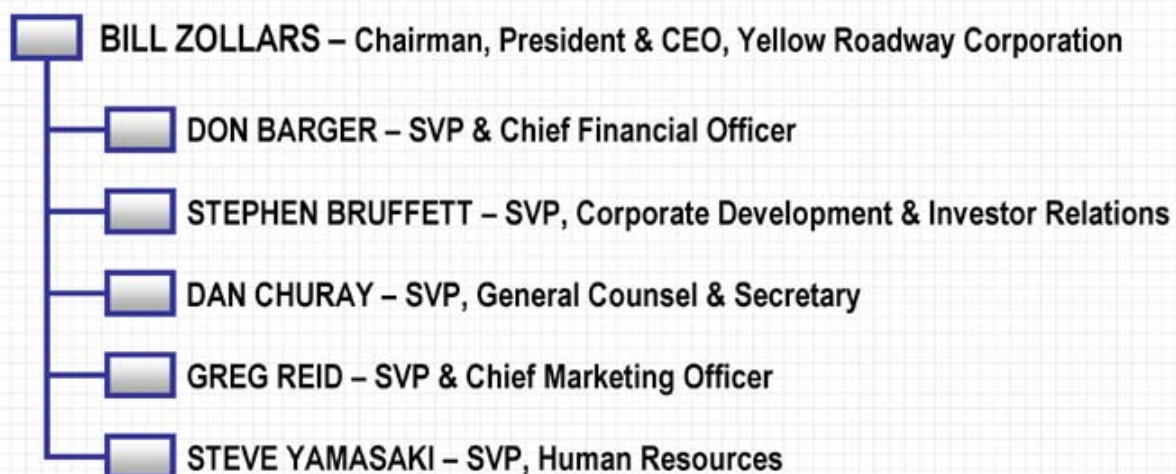 BILL ZOLLARS – Chairman, President & CEO, Yellow Roadway Corporation
DON BARGER – SVP & Chief Financial Officer
STEPHEN BRUFFETT – SVP, Corporate Development & Investor Relations
DAN CHURAY – SVP, General Counsel & Secretary
GREG REID – SVP & Chief Marketing Officer
STEVE YAMASAKI – SVP, Human Resources